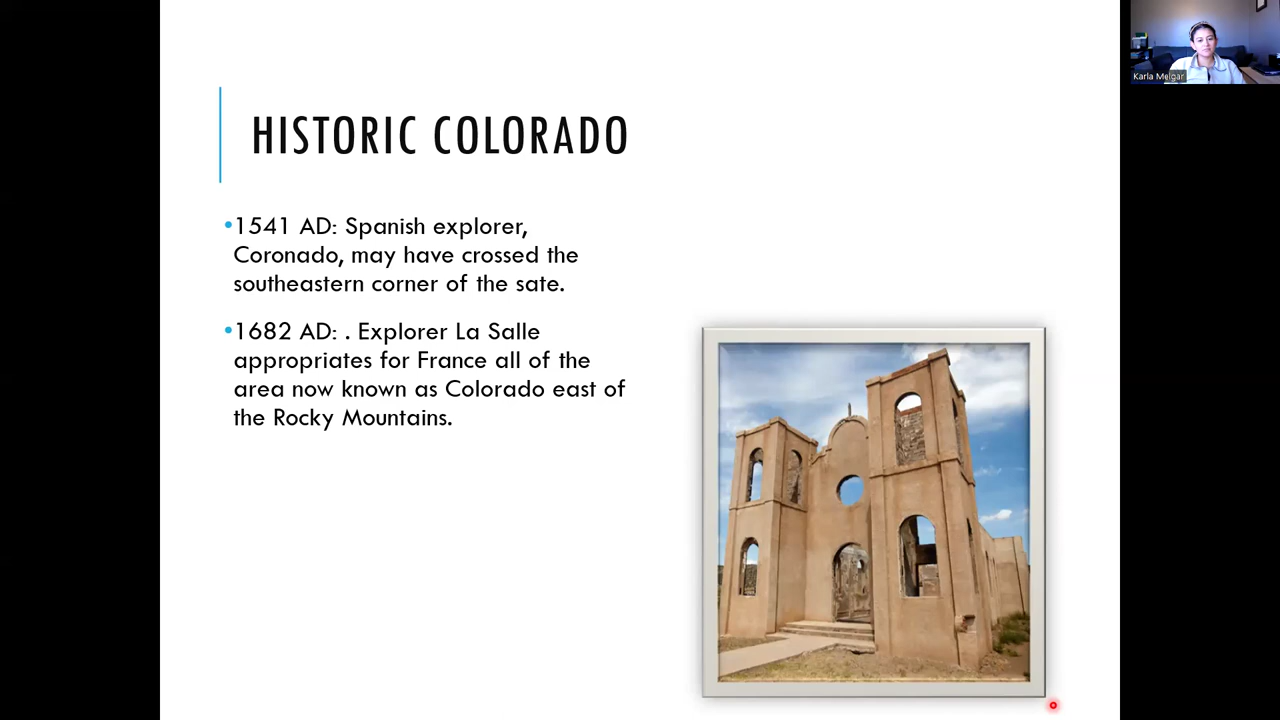 HISTORIC COLORADO
•1541 AD: Spanish explorer,
Coronado, may have crossed the
southeastern corner of the sate.
•1682 AD: . Explorer La Salle
appropriates for France all of the
area now known as Colorado east of
the Rocky Mountains.
Karla Melgar